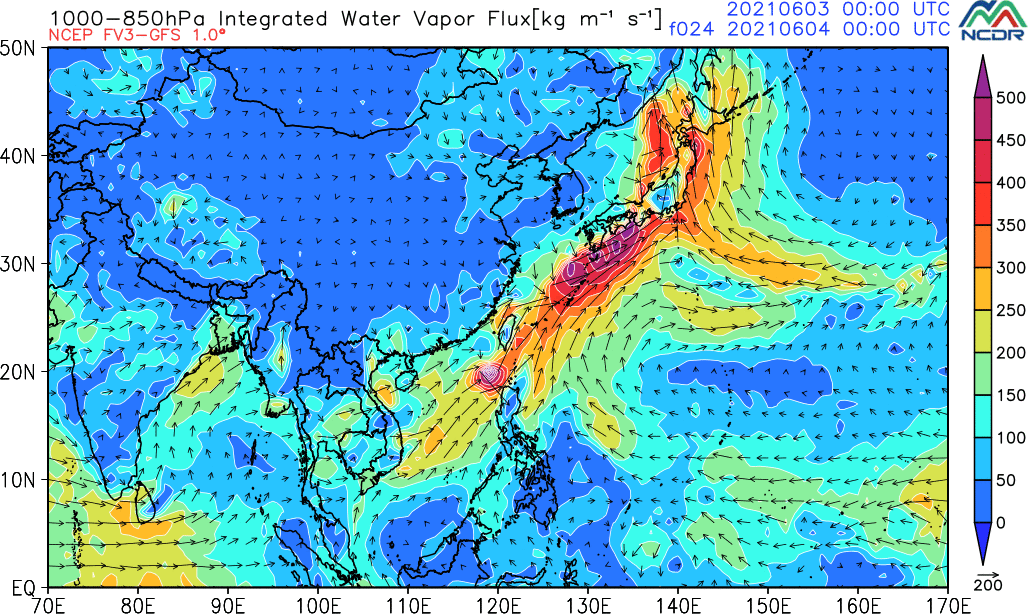 1000−850hPa Integrated Water Vapor Flux[kg m⁻¹ s⁻¹]
20210603 00:00 UTC
NCEP FV3−GFS 1.0°
f024 20210604 00:00 UTC
NCDR
50N
40N
30N
20N
10N
EQ
70E 80E 90E 100E 110E 120E 130E 140E 150E 160E 170E
500
450
400
350
300
250
200
150
100
50
0
200